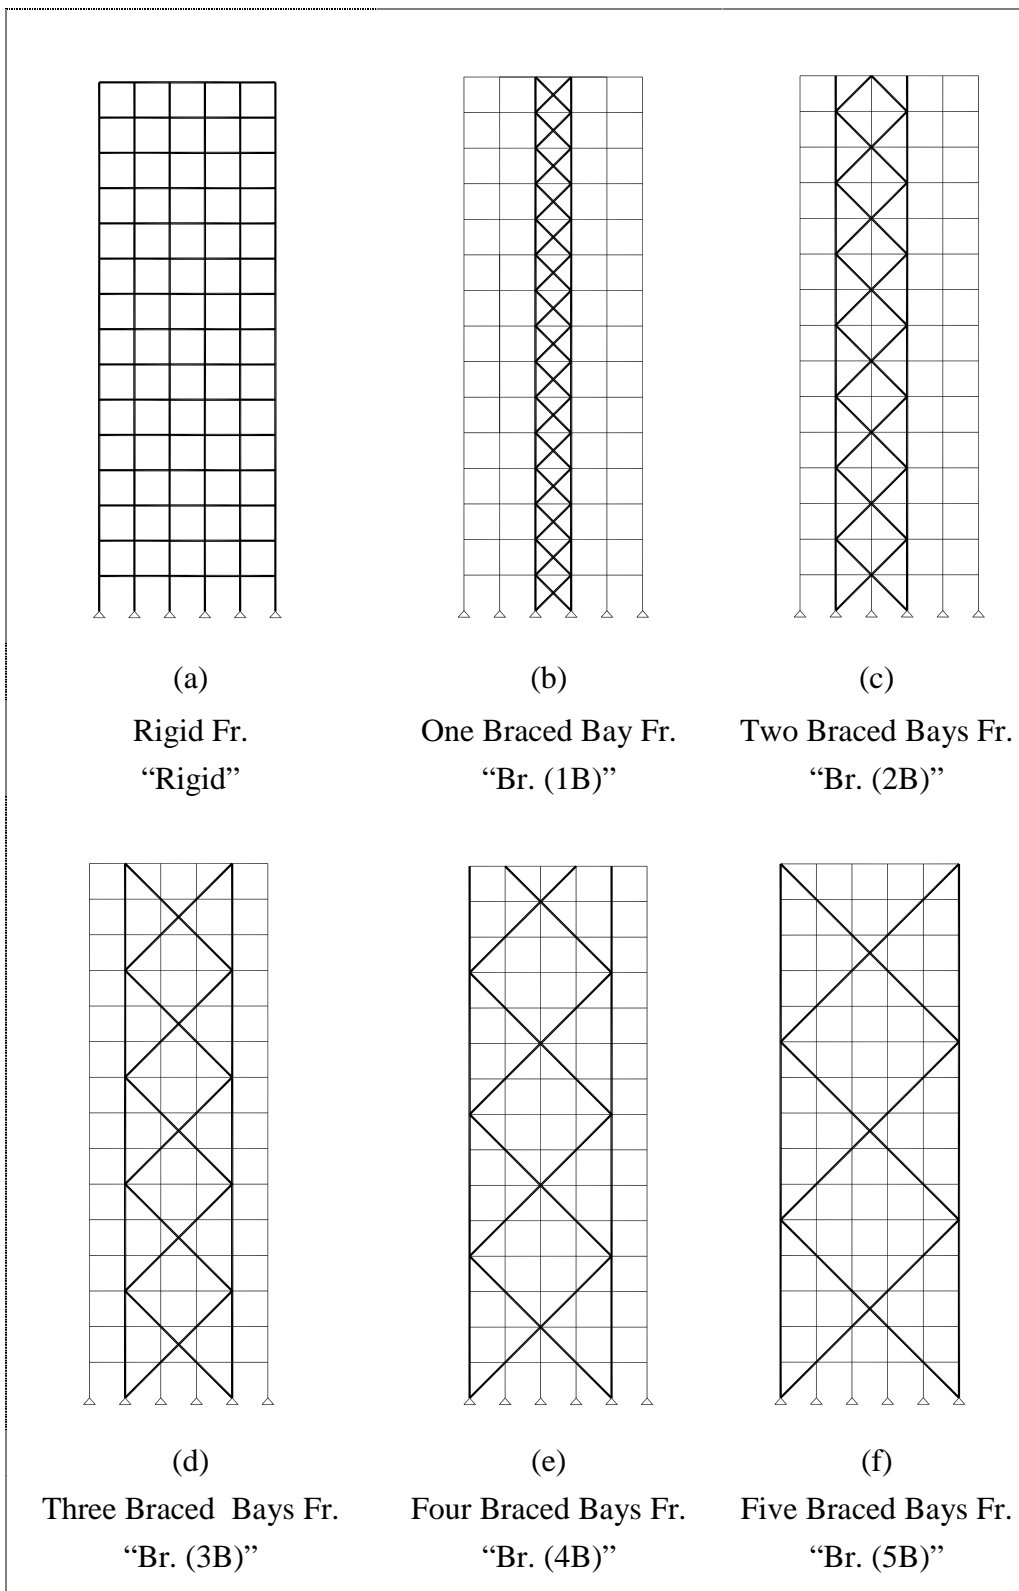 (a)
(b)
(c)
Rigid Fr.
One Braced Bay Fr.
Two Braced Bays Fr.
“Rigid”
“Br. (1B)”
“Br. (2B)”
(d)
(e)
(f)
Three Braced  Bays Fr.
Four Braced Bays Fr.
Five Braced Bays Fr.
“Br. (3B)”
“Br. (4B)”
“Br. (5B)”